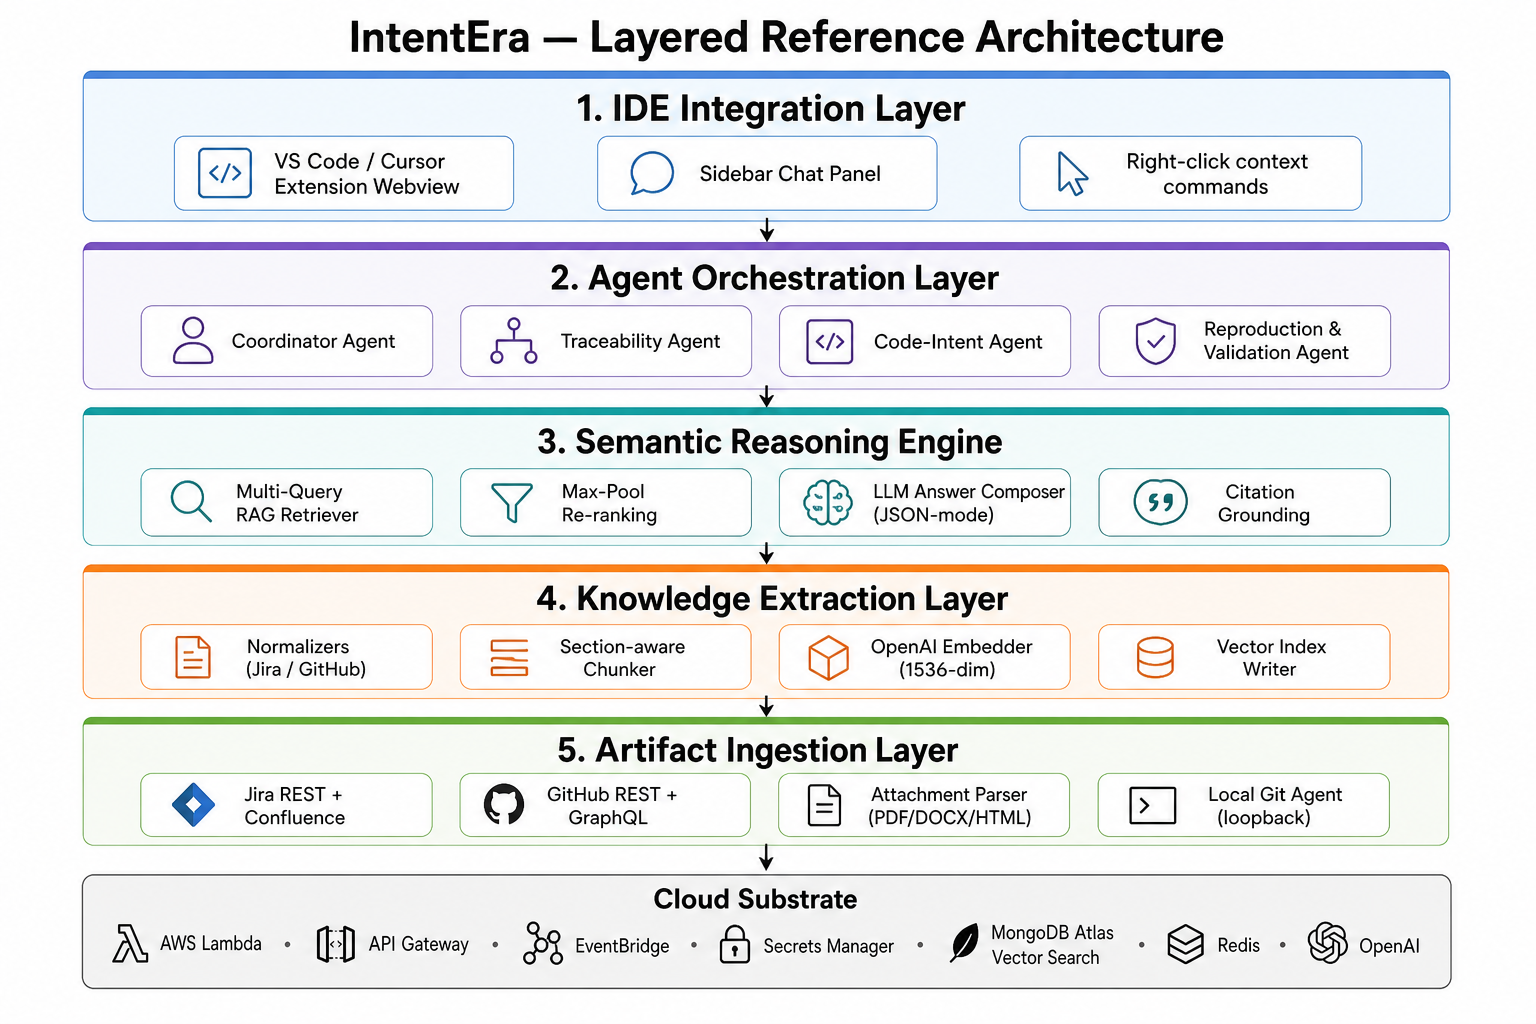 IntentEra — Layered Reference Architecture
1. IDE Integration Layer
VS Code / Cursor
Extension Webview
Sidebar Chat Panel
Right-click context
commands
2. Agent Orchestration Layer
Coordinator Agent
Traceability Agent
Code-Intent Agent
Reproduction &
Validation Agent
3. Semantic Reasoning Engine
Multi-Query
RAG Retriever
Max-Pool
Re-ranking
LLM Answer Composer
(JSON-mode)
Citation
Grounding
4. Knowledge Extraction Layer
Normalizers
(Jira / GitHub)
Section-aware
Chunker
OpenAI Embedder
(1536-dim)
Vector Index
Writer
5. Artifact Ingestion Layer
Jira REST +
Confluence
GitHub REST +
GraphQL
Attachment Parser
(PDF/DOCX/HTML)
Local Git Agent
(loopback)
Cloud Substrate
AWS Lambda • API Gateway • EventBridge • Secrets Manager • MongoDB Atlas
Vector Search • Redis • OpenAI